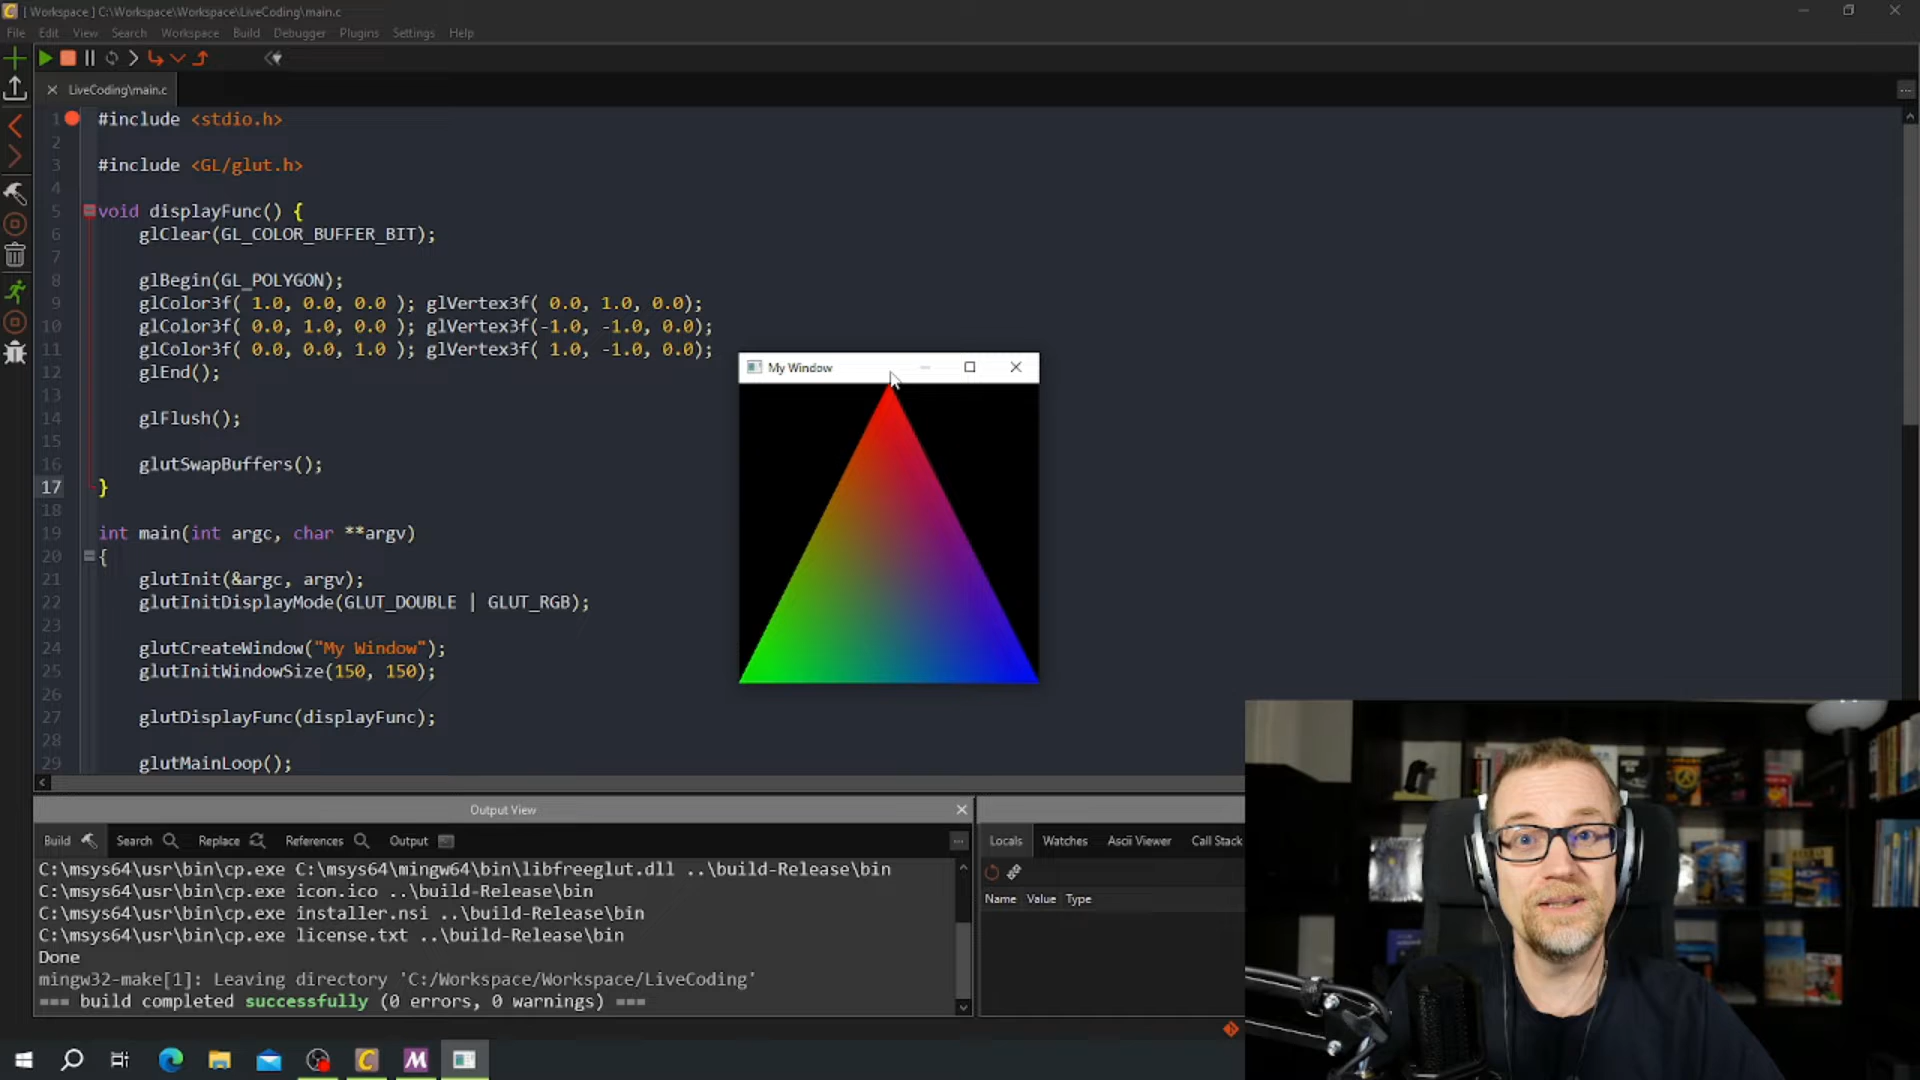 [ Workspace ] C:\Workspace\Workspace\LiveCoding\main.c
File Edit View Search Workspace Build Debugger Plugins Settings Help
LiveCoding\main.c
1 #include <stdio.h>
2
3 #include <GL/glut.h>
4
5 void displayFunc() {
6 glClear(GL_COLOR_BUFFER_BIT);
7
8 glBegin(GL_POLYGON);
9 glColor3f( 1.0, 0.0, 0.0 ); glVertex3f( 0.0, 1.0, 0.0);
10 glColor3f( 0.0, 1.0, 0.0 ); glVertex3f(-1.0, -1.0, 0.0);
11 glColor3f( 0.0, 0.0, 1.0 ); glVertex3f( 1.0, -1.0, 0.0);
12 glEnd();
13
14 glFlush();
15
16 glutSwapBuffers();
17 }
18
19 int main(int argc, char **argv)
20 {
21 glutInit(&argc, argv);
22 glutInitDisplayMode(GLUT_DOUBLE | GLUT_RGB);
23
24 glutCreateWindow("My Window");
25 glutInitWindowSize(150, 150);
26
27 glutDisplayFunc(displayFunc);
28
29 glutMainLoop();
My Window
Output View
Build Search Replace References Output
C:\msys64\usr\bin\cp.exe C:\msys64\mingw64\bin\libfreeglut.dll ..\build-Release\bin
C:\msys64\usr\bin\cp.exe icon.ico ..\build-Release\bin
C:\msys64\usr\bin\cp.exe installer.nsi ..\build-Release\bin
C:\msys64\usr\bin\cp.exe license.txt ..\build-Release\bin
Done
mingw32-make[1]: Leaving directory 'C:/Workspace/Workspace/LiveCoding'
=== build completed successfully (0 errors, 0 warnings) ===
Locals Watches Ascii Viewer Call Stack
Name Value Type